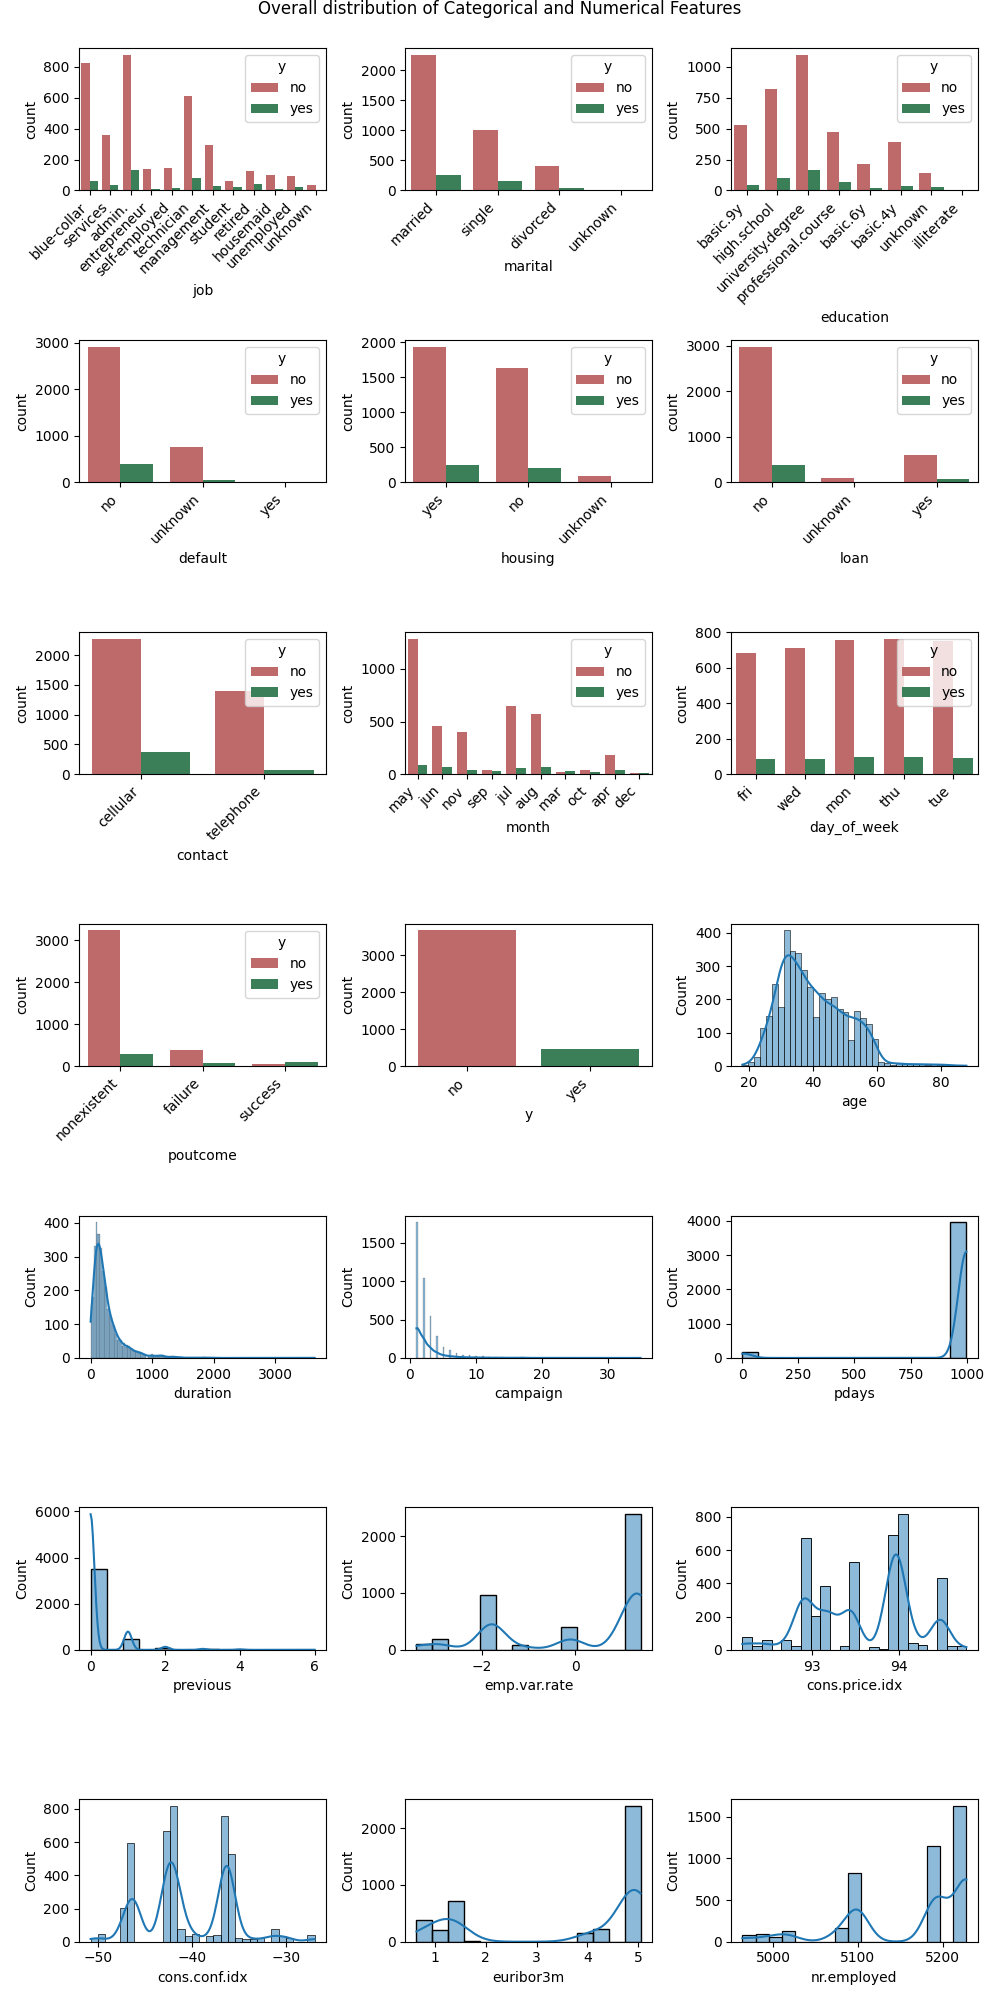 Overall distribution of Categorical and Numerical Features
count
800
600
400
200
0
y
no
yes
blue-collar
services
admin.
entrepreneur
self-employed
technician
management
student
retired
housemaid
unemployed
unknown
job
count
2000
1500
1000
500
0
y
no
yes
married
single
divorced
unknown
marital
count
1000
750
500
250
0
y
no
yes
basic.9y
high.school
university.degree
professional.course
basic.6y
basic.4y
unknown
illiterate
education
count
3000
2000
1000
0
y
no
yes
no
unknown
yes
default
count
2000
1500
1000
500
0
y
no
yes
yes
no
unknown
housing
count
3000
2000
1000
0
y
no
yes
no
unknown
yes
loan
count
2000
1500
1000
500
0
y
no
yes
cellular
telephone
contact
count
1000
500
0
y
no
yes
may
jun
nov
sep
jul
aug
mar
oct
apr
dec
month
count
800
600
400
200
0
y
no
yes
fri
wed
mon
thu
tue
day_of_week
count
3000
2000
1000
0
y
no
yes
nonexistent
failure
success
poutcome
count
3000
2000
1000
0
no
yes
y
Count
400
300
200
100
0
20 40 60 80
age
Count
400
300
200
100
0
0 1000 2000 3000
duration
Count
1500
1000
500
0
0 10 20 30
campaign
Count
4000
3000
2000
1000
0
0 250 500 750 1000
pdays
Count
6000
4000
2000
0
0 2 4 6
previous
Count
2000
1000
0
−2 0
emp.var.rate
Count
800
600
400
200
0
93 94
cons.price.idx
Count
800
600
400
200
0
−50 −40 −30
cons.conf.idx
Count
2000
1000
0
1 2 3 4 5
euribor3m
Count
1500
1000
500
0
5000 5100 5200
nr.employed